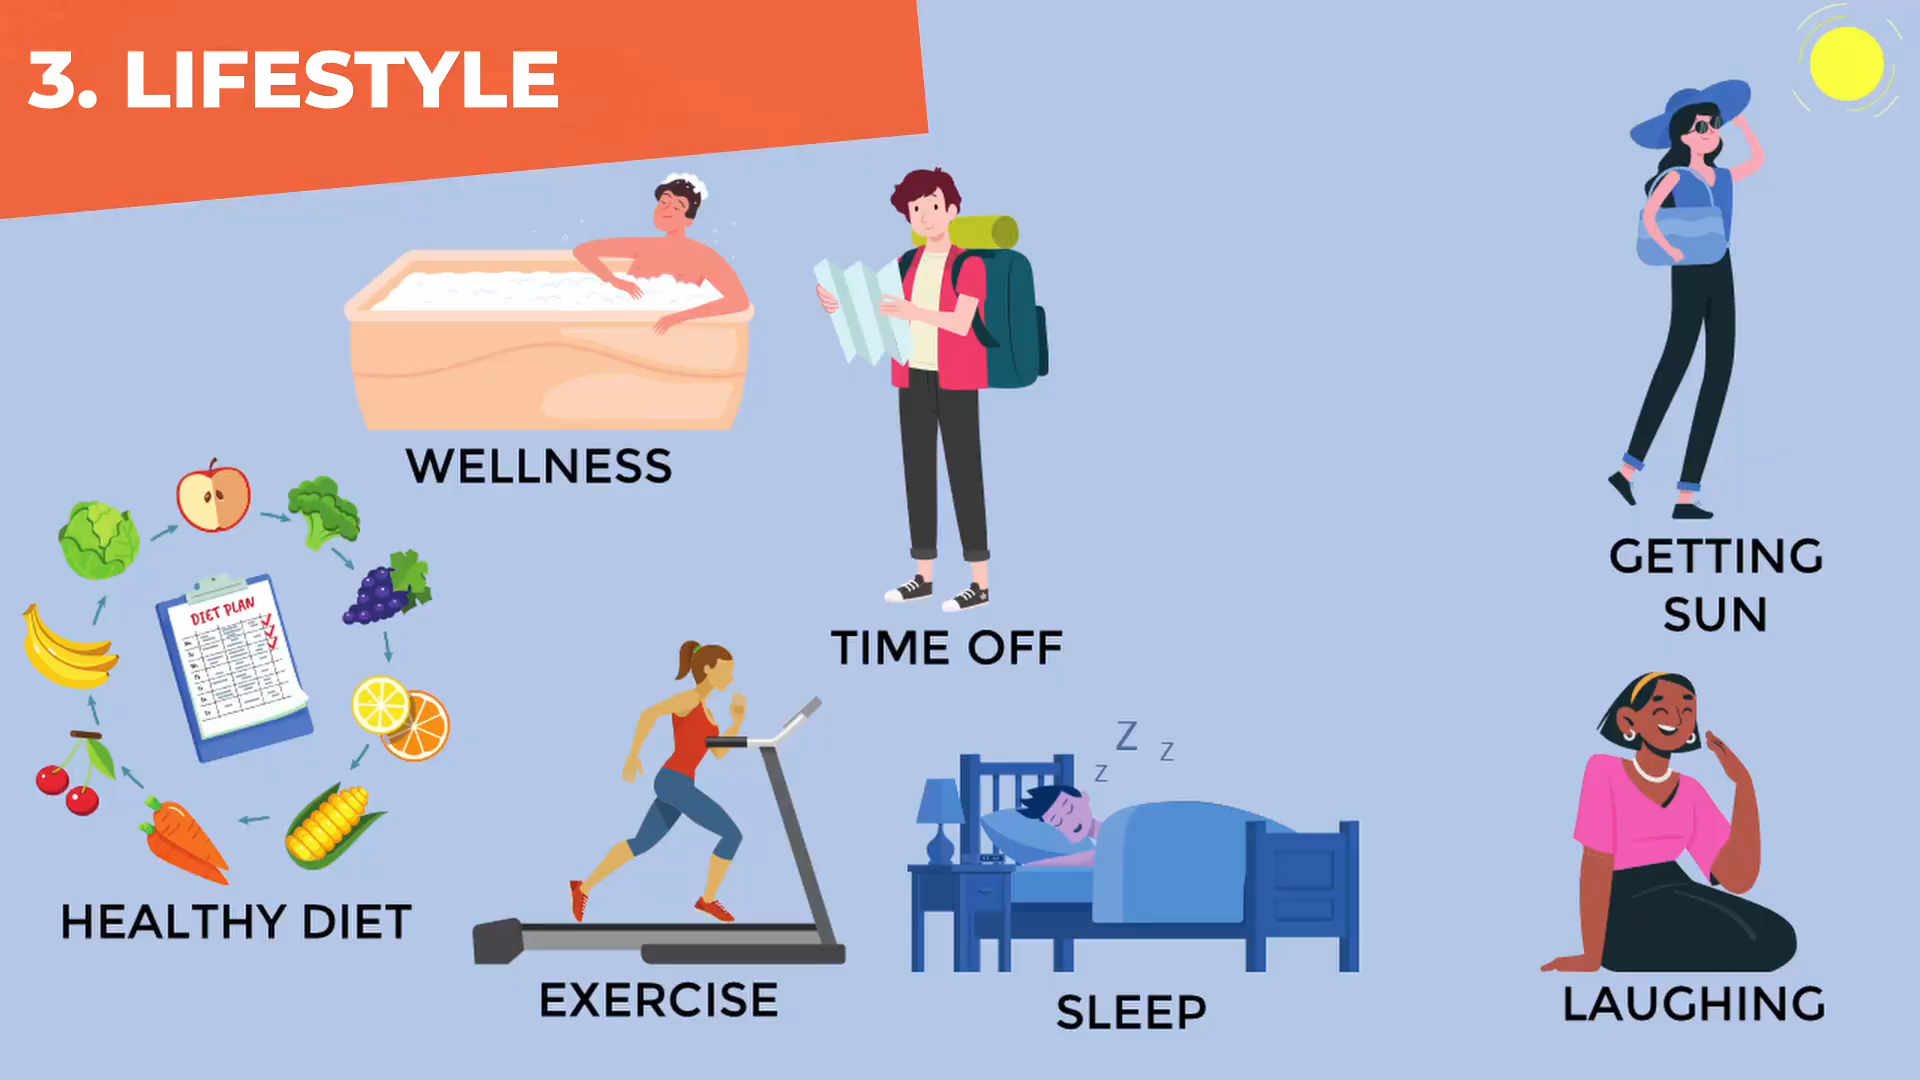 3. LIFESTYLE
WELLNESS
TIME OFF
GETTING
SUN
DIET PLAN
HEALTHY DIET
EXERCISE
Z
Z
Z
SLEEP
LAUGHING